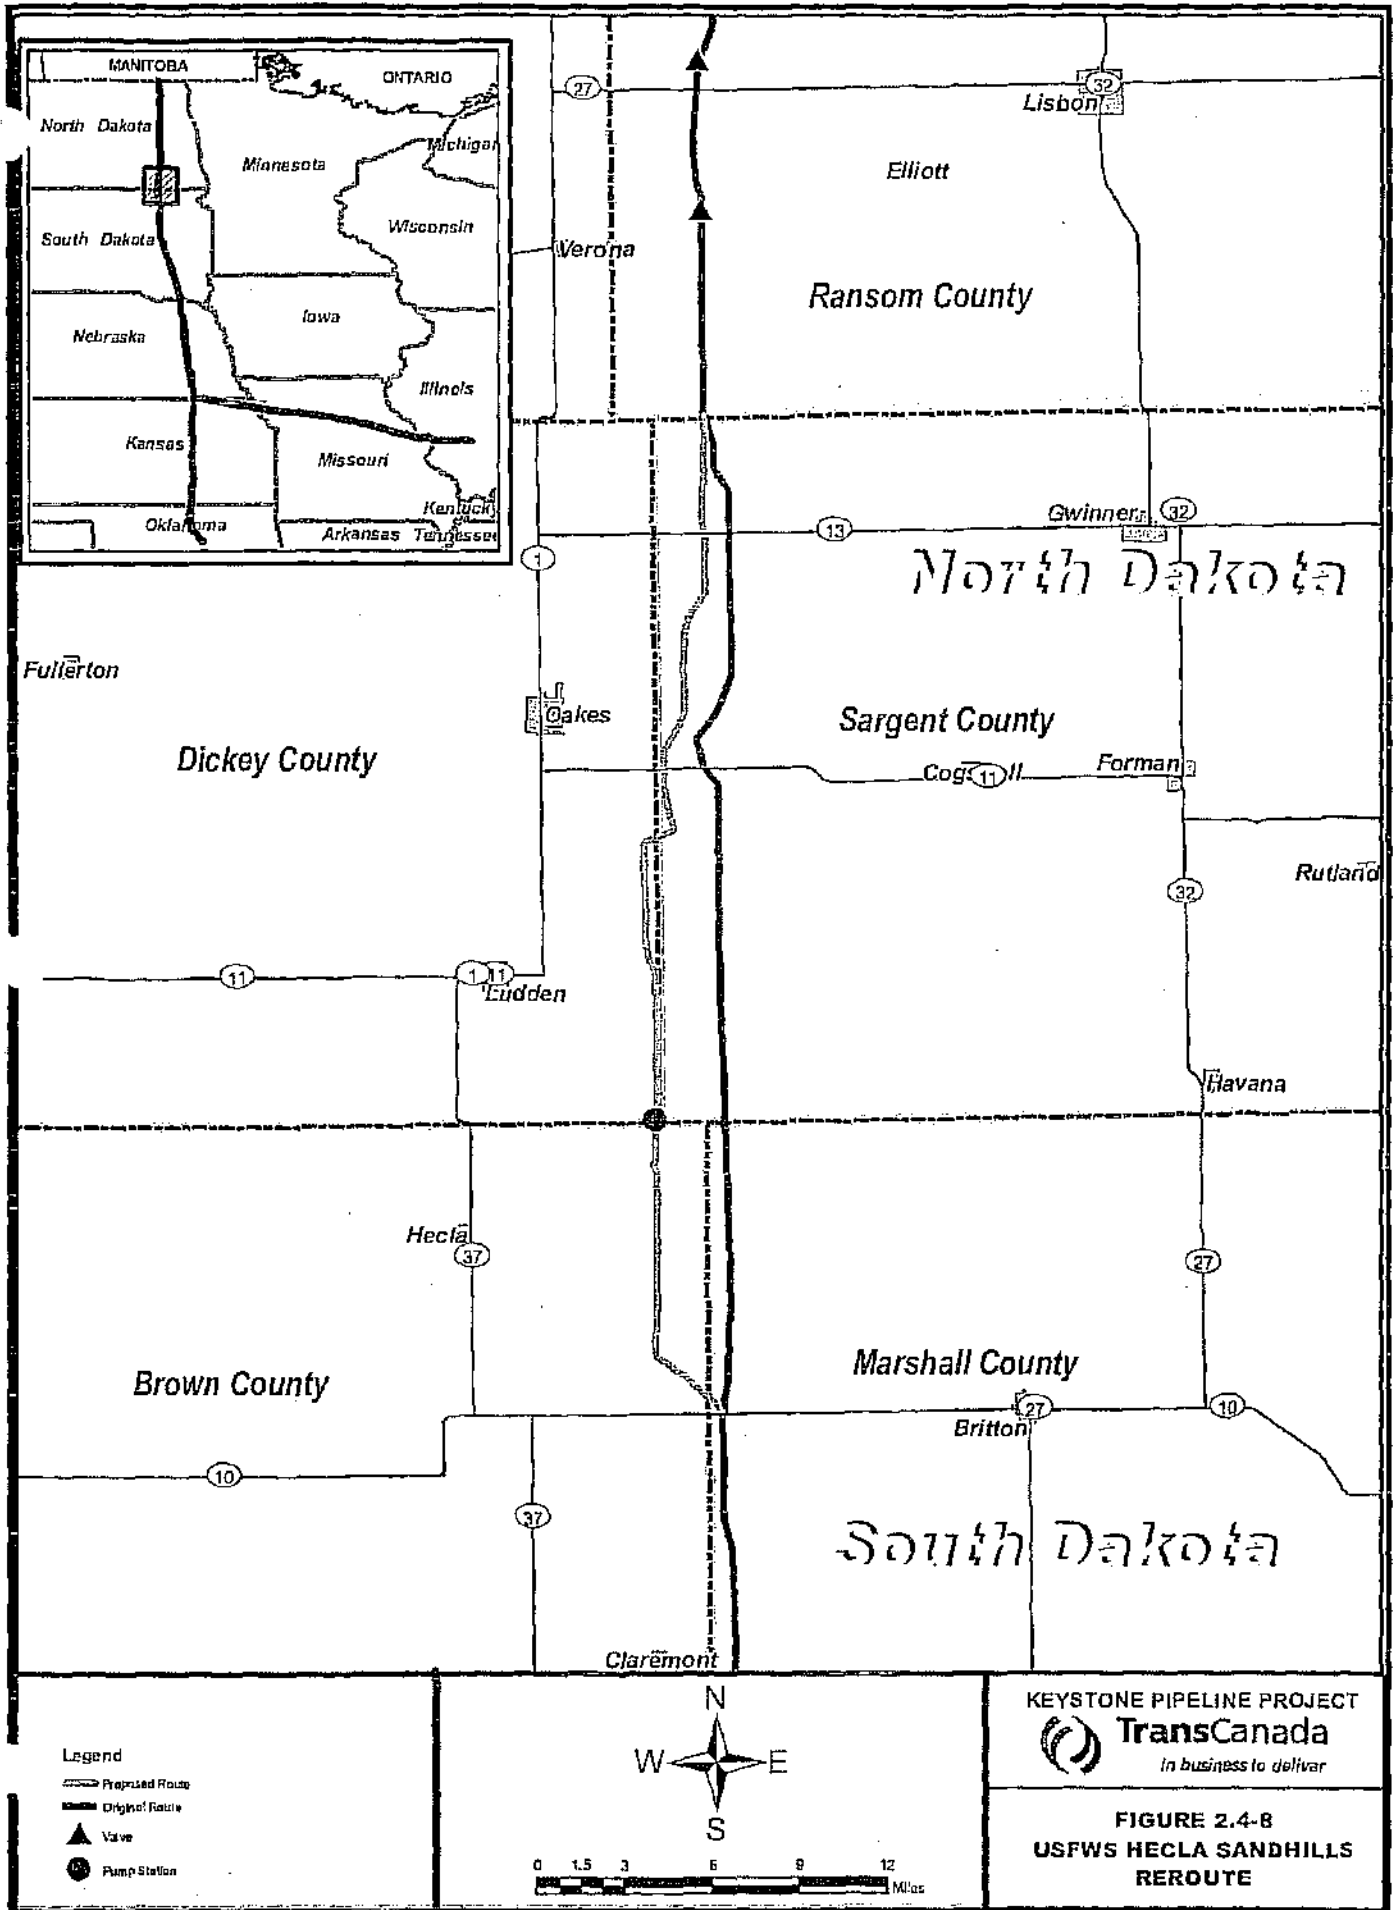 MANITOBA
ONTARIO
North Dakota
Minnesota
Michigan
Wisconsin
South Dakota
Iowa
Nebraska
Illinois
Kansas
Missouri
Kentucky
Oklahoma
Arkansas
Tennessee
27
32
Lisbon
Elliott
Verona
Ransom County
Gwinner
32
13
1
North Dakota
Fullerton
Oakes
Sargent County
Dickey County
Forman
11
Rutland
32
11
1
11
Ludden
Havana
Hecla
37
27
Marshall County
Brown County
27
10
Britton
10
37
South Dakota
Claremont
Legend
Proposed Route
Original Route
Valve
Pump Station
N
W
E
S
0 1.5 3 6 9 12
Miles
KEYSTONE PIPELINE PROJECT
TransCanada
In business to deliver
FIGURE 2.4-8
USFWS HECLA SANDHILLS
REROUTE